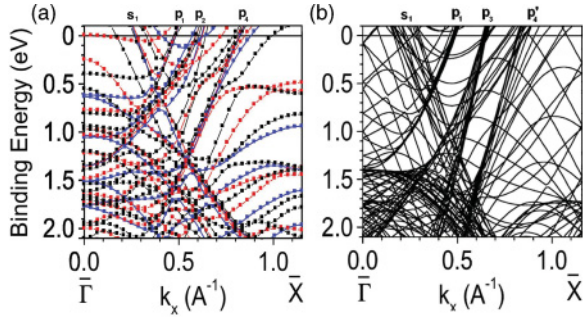 (a) s1 p1 p2 p4 (b) s1 p1 p3 p4*
0 0
0.5 0.5
1.0 1.0
1.5 1.5
2.0 2.0
Binding Energy (eV)
0.0 0.5 1.0 0.0 0.5 1.0
Γ̄ kx (A⁻¹) X̄ Γ̄ kx (A⁻¹) X̄